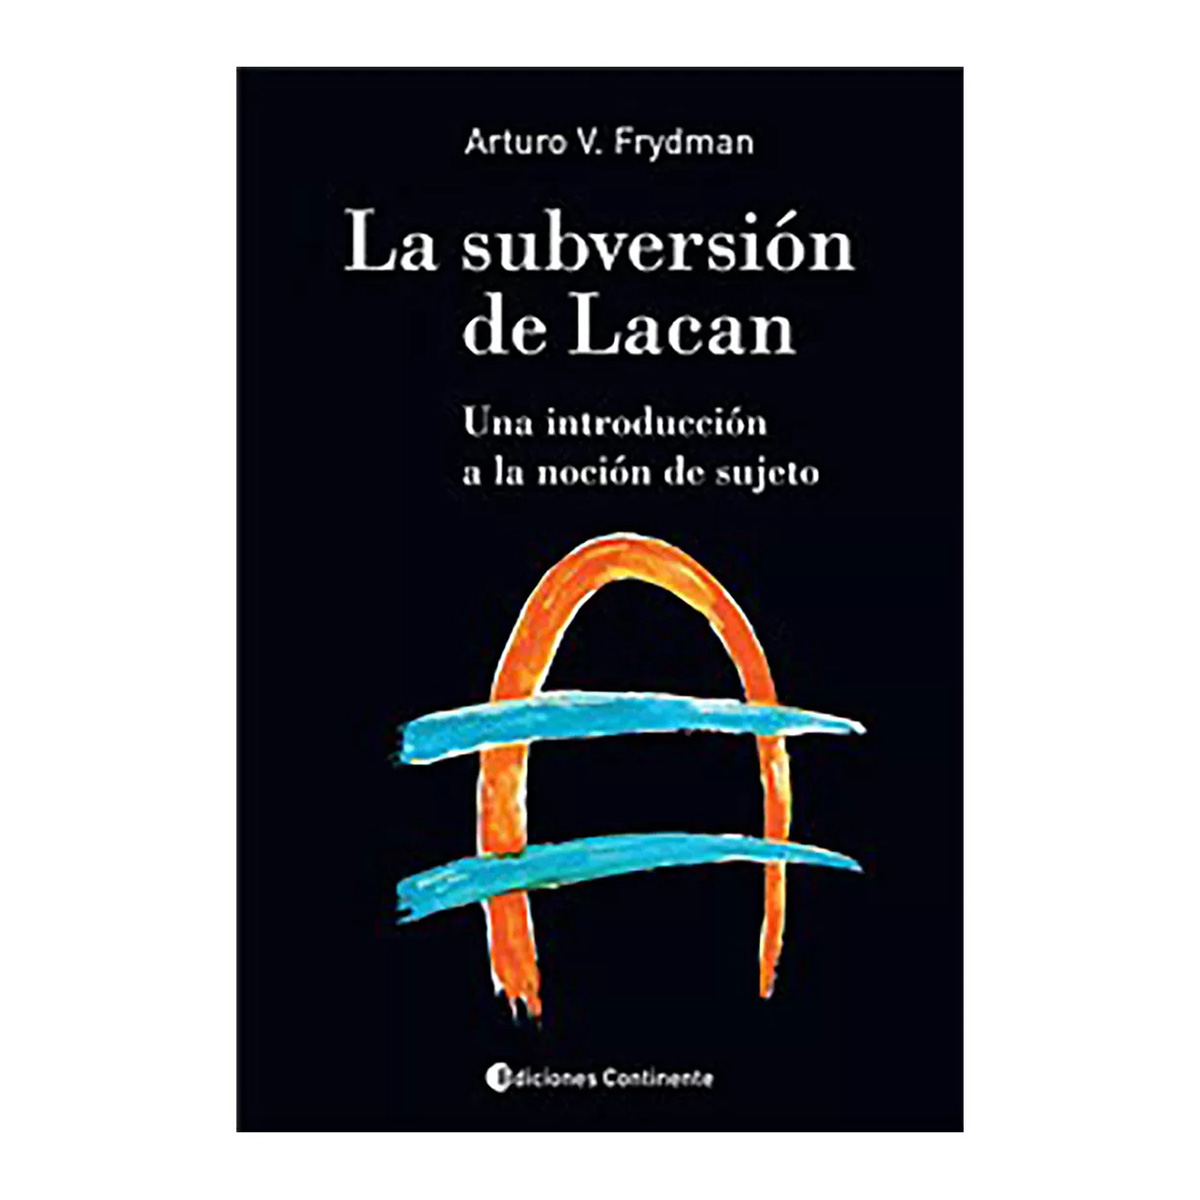 Arturo V. Frydman
La subversión
de Lacan
Una introducción
a la noción de sujeto
Ediciones Continente